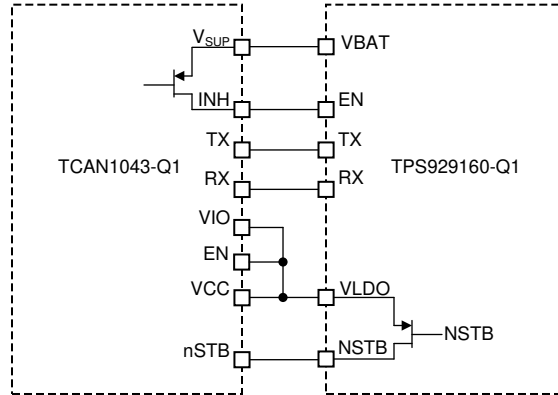 VSUP VBAT
INH EN
TX TX
TCAN1043-Q1 TPS929160-Q1
RX RX
VIO
EN
VCC VLDO
NSTB
nSTB NSTB